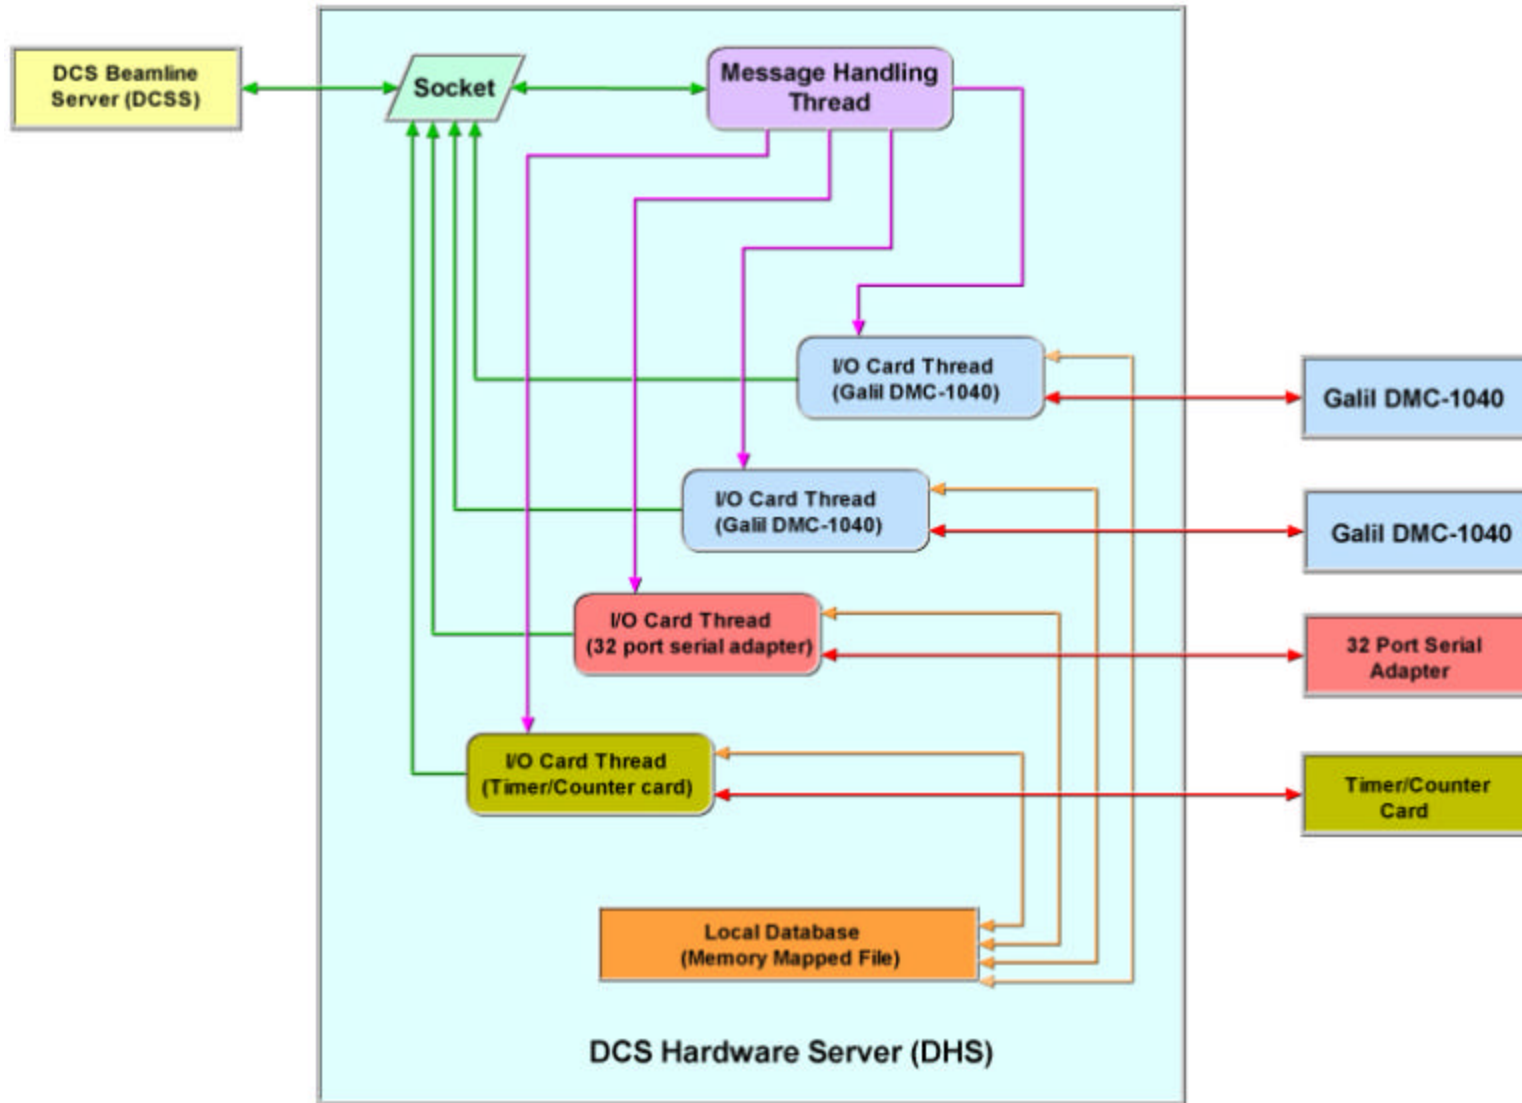 DCS Beamline
Server (DCSS)
Socket
Message Handling
Thread
I/O Card Thread
(Galil DMC-1040)
Galil DMC-1040
I/O Card Thread
(Galil DMC-1040)
Galil DMC-1040
I/O Card Thread
(32 port serial adapter)
32 Port Serial
Adapter
I/O Card Thread
(Timer/Counter card)
Timer/Counter
Card
Local Database
(Memory Mapped File)
DCS Hardware Server (DHS)